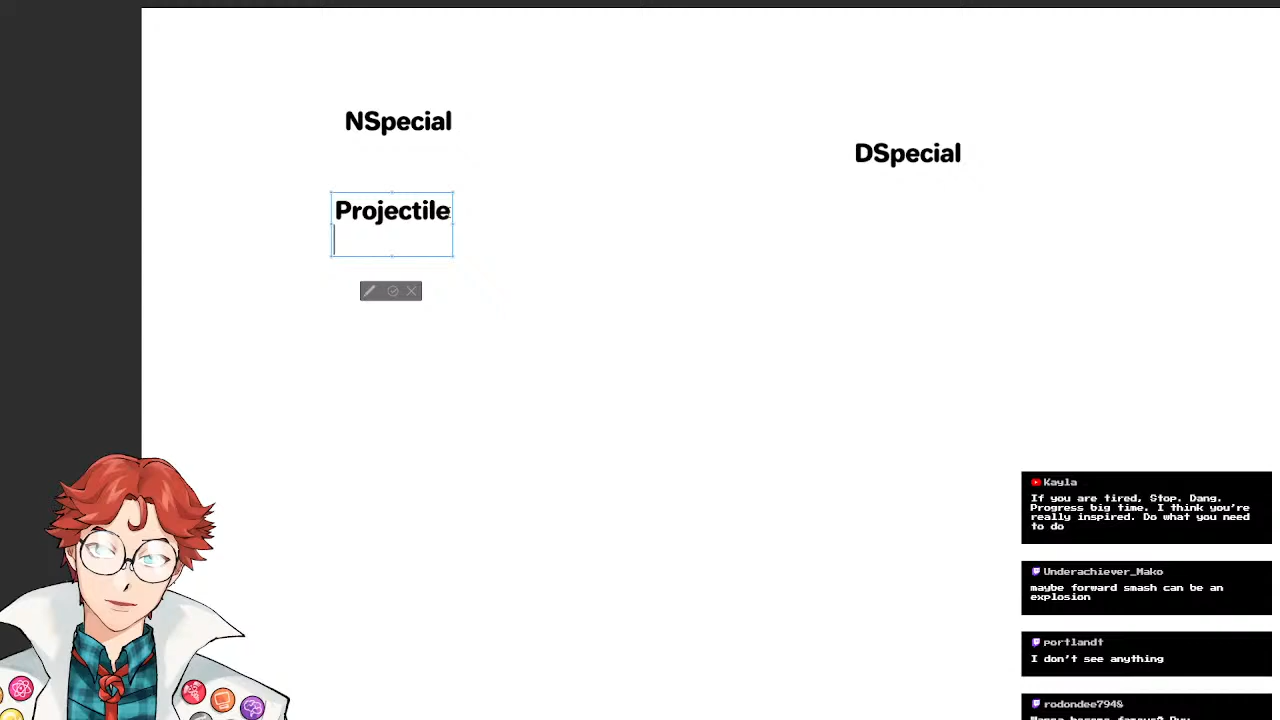 NSpecial
DSpecial
Projectile
Kayla
If you are tired, Stop. Dang.
Progress big time. I think you're
really inspired. Do what you need
to do
Underachiever_Mako
maybe forward smash can be an
explosion
portlandt
I don't see anything
rodondee7948